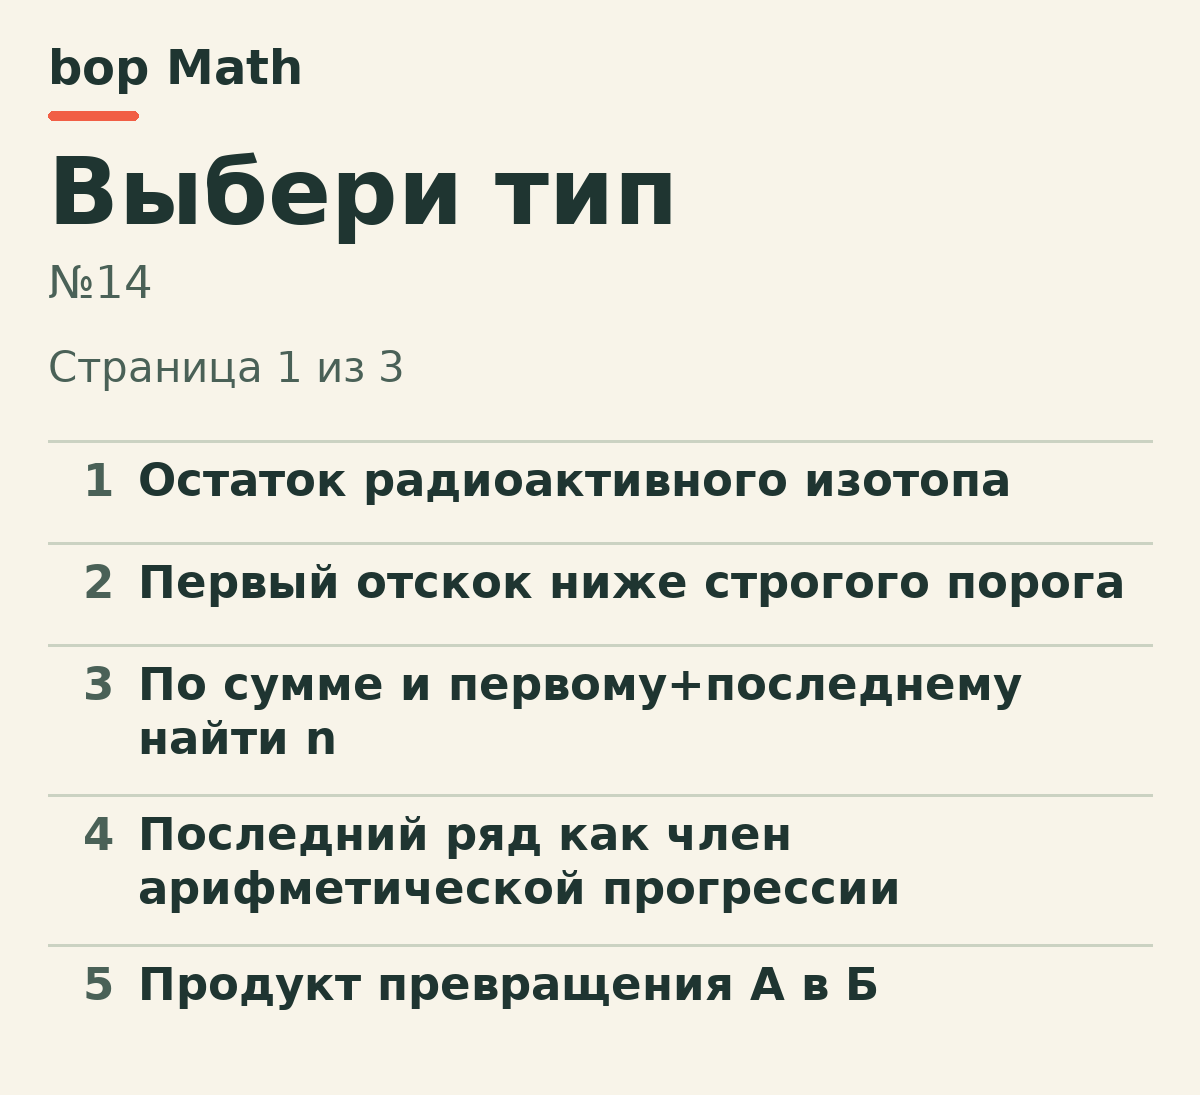 bop Math
Выбери тип
№14
Страница 1 из 3
1 Остаток радиоактивного изотопа
2 Первый отскок ниже строгого порога
3 По сумме и первому+последнему
найти n
4 Последний ряд как член
арифметической прогрессии
5 Продукт превращения А в Б